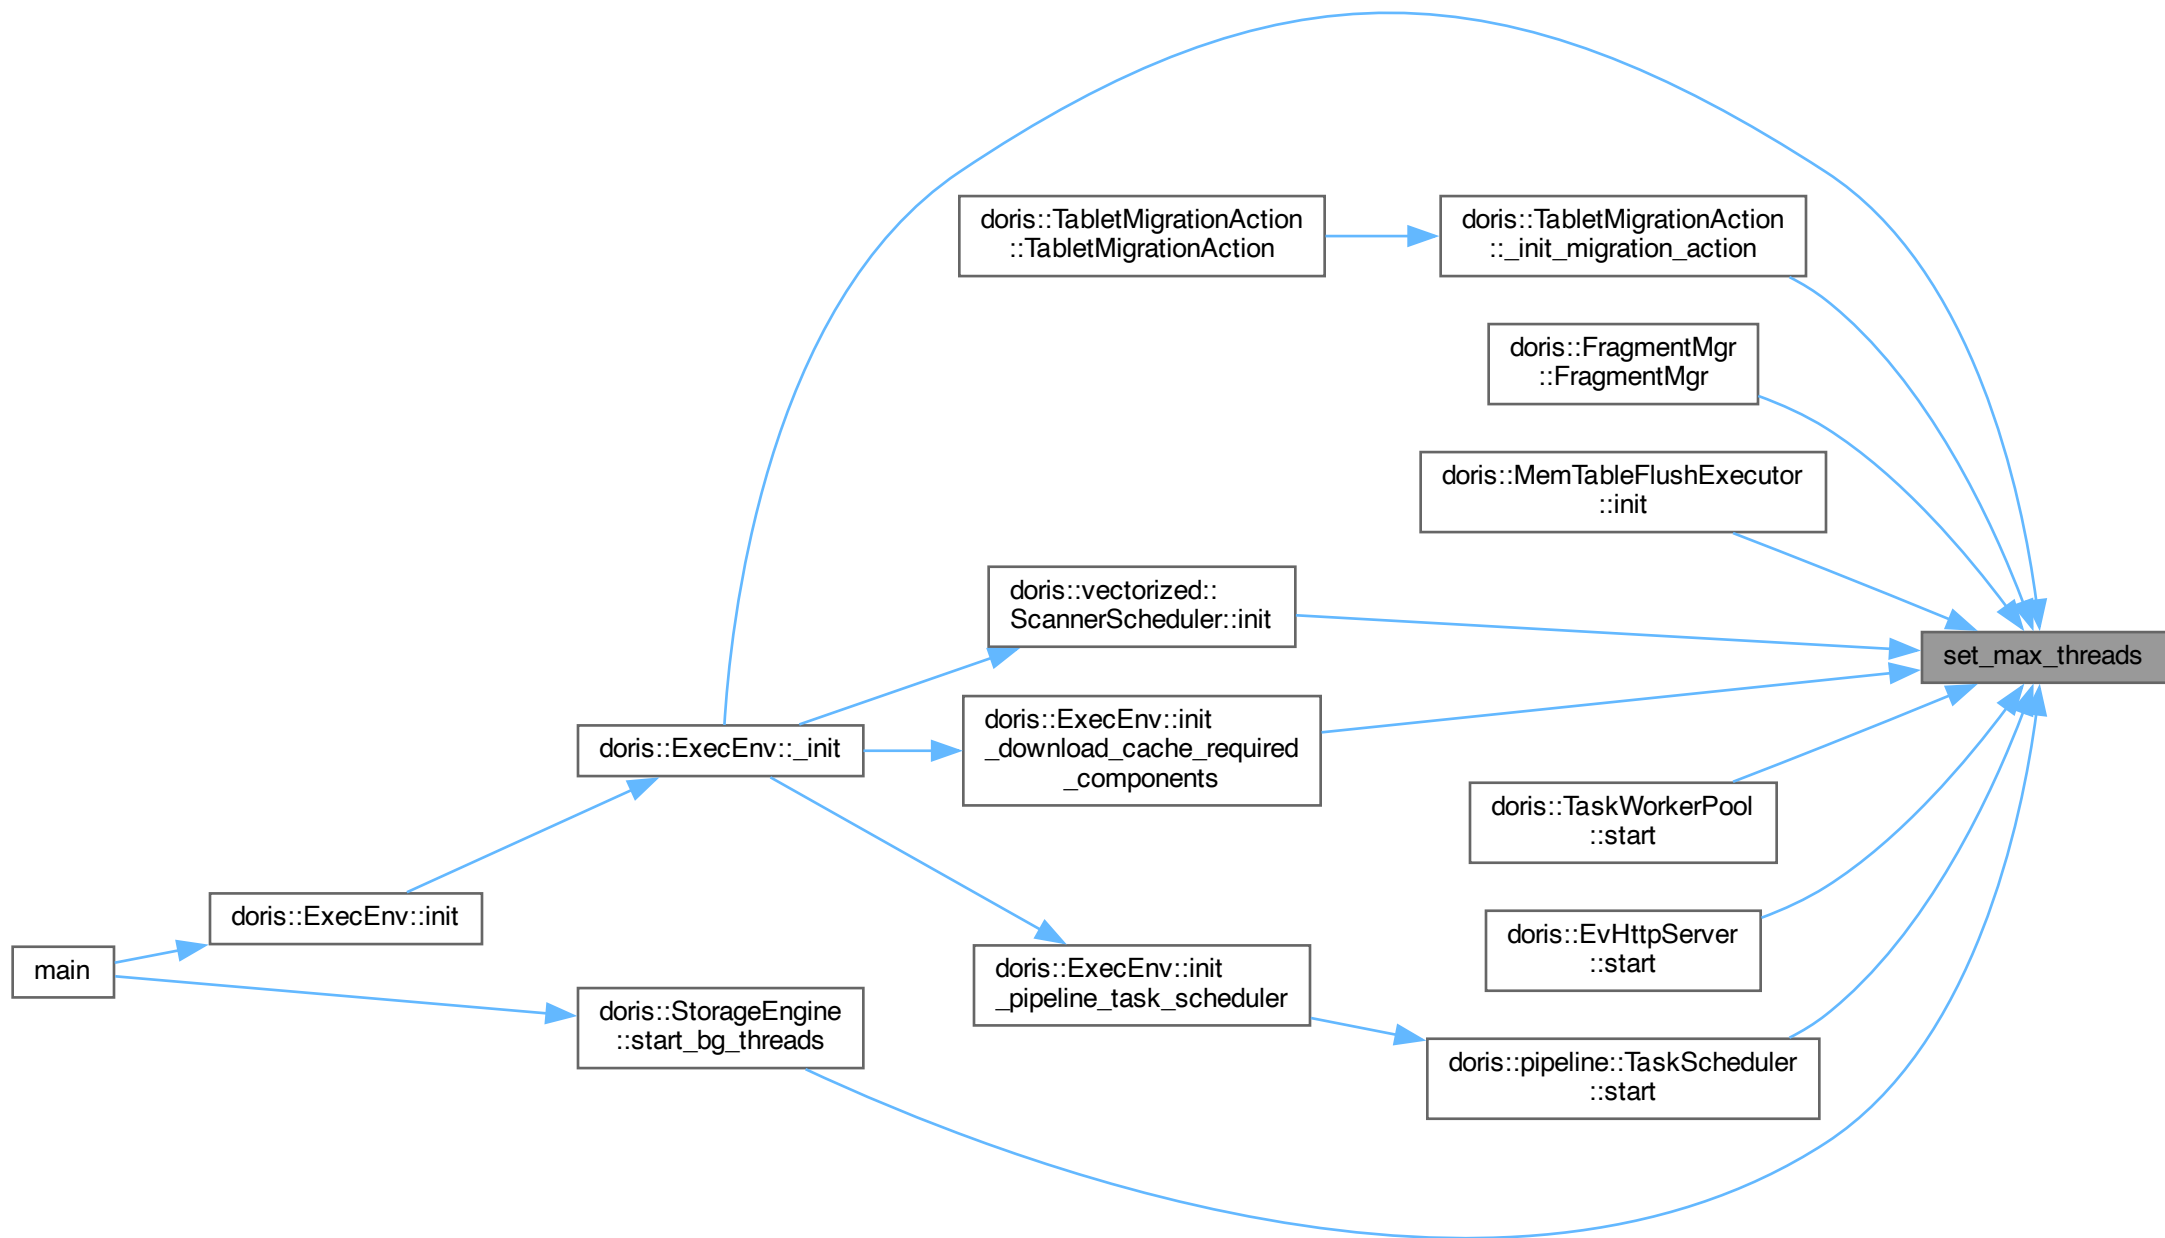 doris::TabletMigrationAction
::TabletMigrationAction
doris::TabletMigrationAction
::_init_migration_action
doris::FragmentMgr
::FragmentMgr
doris::MemTableFlushExecutor
::init
doris::vectorized::
ScannerScheduler::init
set_max_threads
doris::ExecEnv::init
_download_cache_required
_components
doris::ExecEnv::_init
doris::TaskWorkerPool
::start
doris::ExecEnv::init
doris::EvHttpServer
::start
main
doris::ExecEnv::init
_pipeline_task_scheduler
doris::StorageEngine
::start_bg_threads
doris::pipeline::TaskScheduler
::start